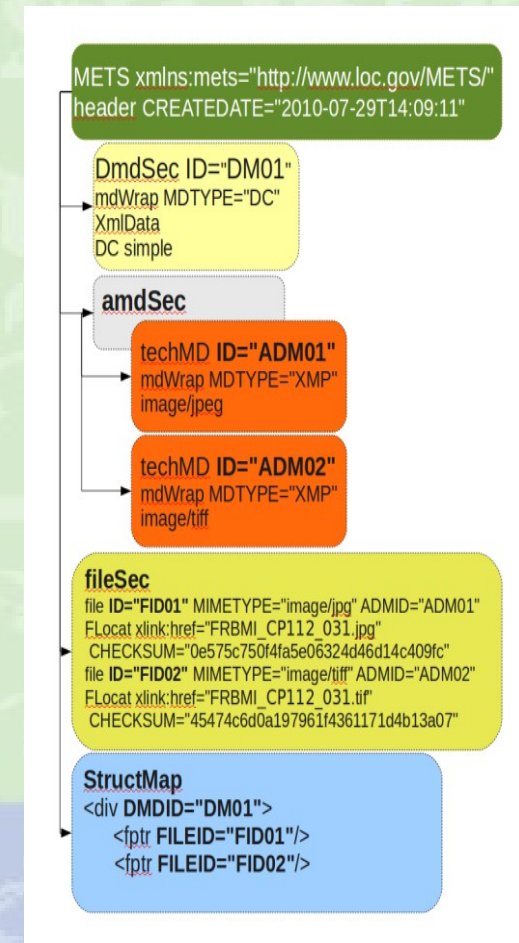 METS xmlns:mets="http://www.loc.gov/METS/"
header CREATEDATE="2010-07-29T14:09:11"
DmdSec ID="DM01"
mdWrap MDTYPE="DC"
XmlData
DC simple
amdSec
techMD ID="ADM01"
mdWrap MDTYPE="XMP"
image/jpeg
techMD ID="ADM02"
mdWrap MDTYPE="XMP"
image/tiff
fileSec
file ID="FID01" MIMETYPE="image/jpg" ADMID="ADM01"
FLocat xlink:href="FRBMI_CP112_031.jpg"
CHECKSUM="0e575c750f4fa5e06324d46d14c409fc"
file ID="FID02" MIMETYPE="image/tiff" ADMID="ADM02"
FLocat xlink:href="FRBMI_CP112_031.tif"
CHECKSUM="45474c6d0a197961f4361171d4b13a07"
StructMap
<div DMDID="DM01">
<fptr FILEID="FID01"/>
<fptr FILEID="FID02"/>